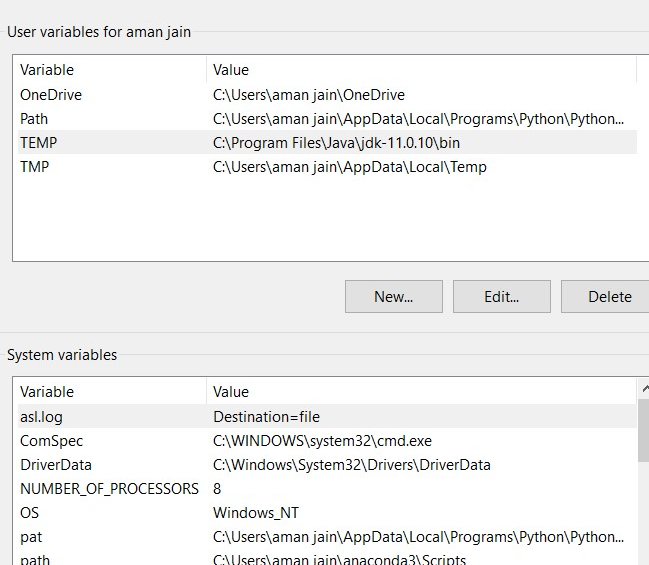 User variables for aman jain
Variable Value
OneDrive C:\Users\aman jain\OneDrive
Path C:\Users\aman jain\AppData\Local\Programs\Python\Python...
TEMP C:\Program Files\Java\jdk-11.0.10\bin
TMP C:\Users\aman jain\AppData\Local\Temp
New... Edit... Delete
System variables
Variable Value
asl.log Destination=file
ComSpec C:\WINDOWS\system32\cmd.exe
DriverData C:\Windows\System32\Drivers\DriverData
NUMBER_OF_PROCESSORS 8
OS Windows_NT
pat C:\Users\aman jain\AppData\Local\Programs\Python\Python...
path C:\Users\aman jain\anaconda3\Scripts